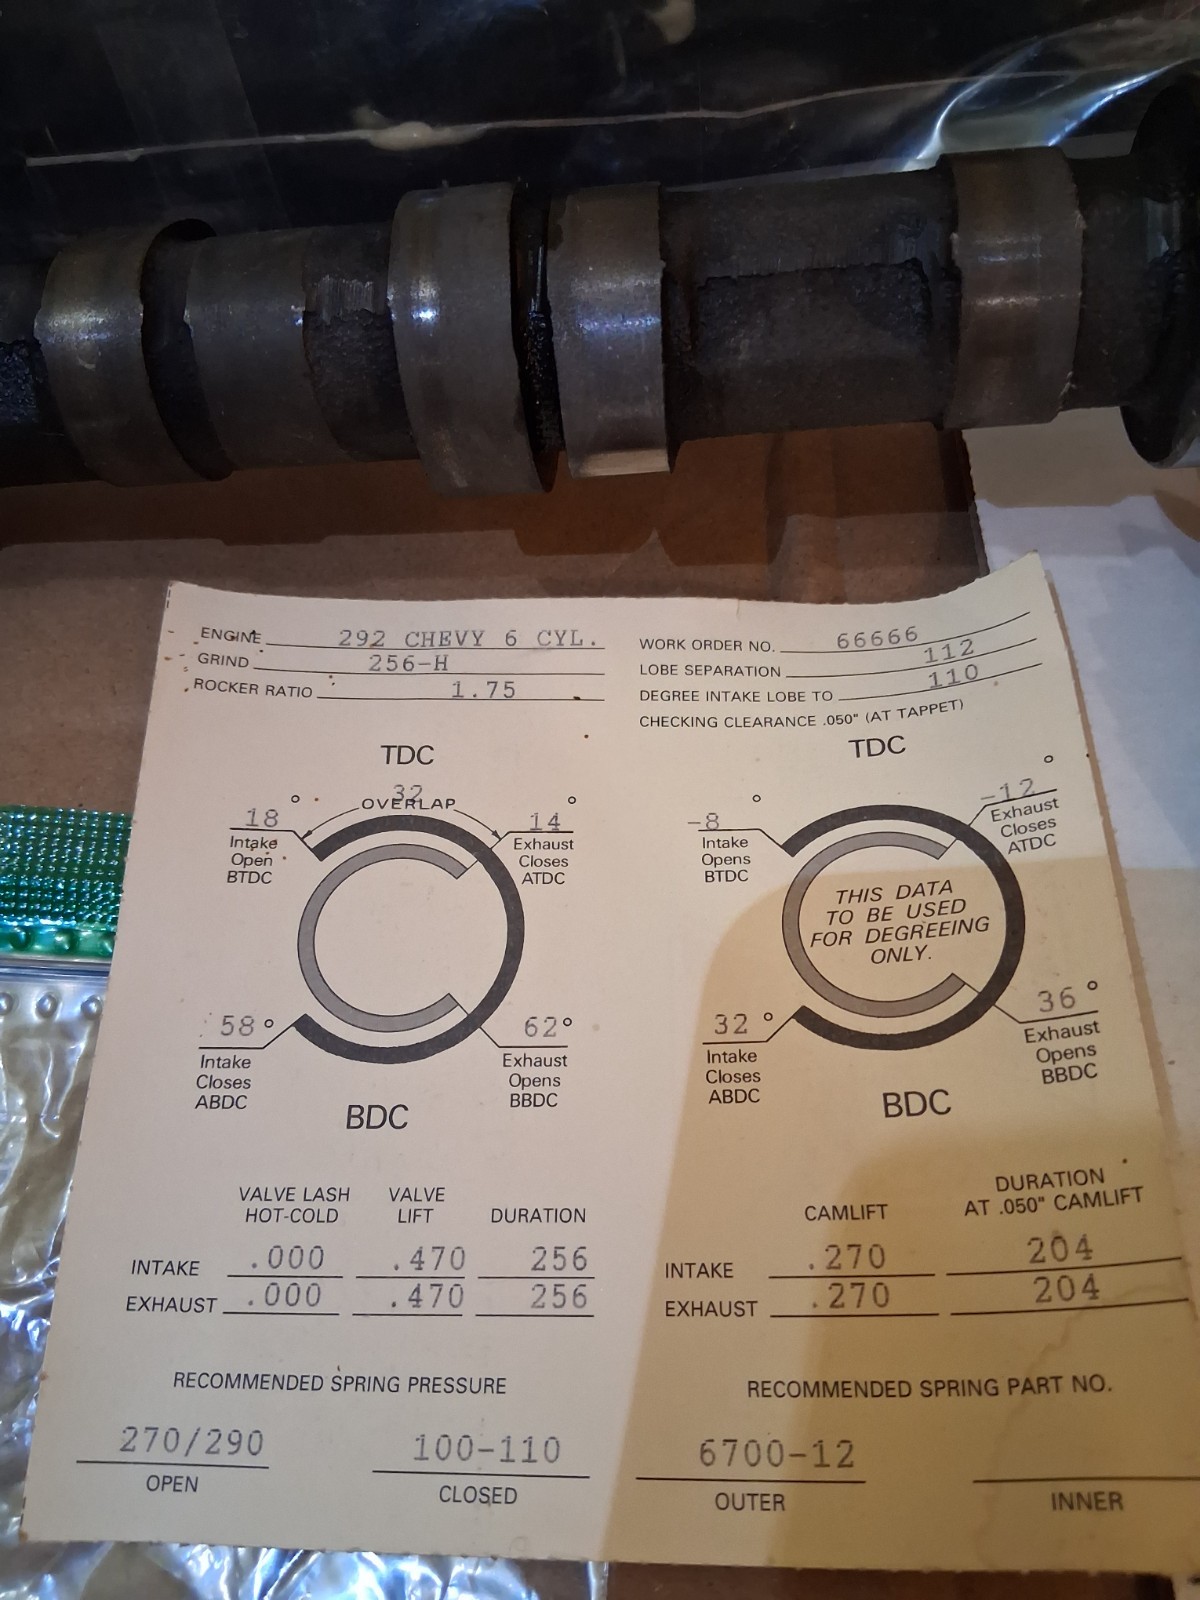 ENGINE 292 CHEVY 6 CYL.
GRIND 256-H
ROCKER RATIO 1.75
WORK ORDER NO. 66666
LOBE SEPARATION 112
DEGREE INTAKE LOBE TO 110
CHECKING CLEARANCE .050" (AT TAPPET)
TDC
32
OVERLAP
18 °
Intake
Open
BTDC
14 °
Exhaust
Closes
ATDC
58 °
Intake
Closes
ABDC
62°
Exhaust
Opens
BBDC
BDC
TDC
-8 °
Intake
Opens
BTDC
-12 °
Exhaust
Closes
ATDC
THIS DATA
TO BE USED
FOR DEGREEING
ONLY.
32 °
Intake
Closes
ABDC
36 °
Exhaust
Opens
BBDC
BDC
VALVE LASH
HOT-COLD
VALVE
LIFT
DURATION
INTAKE .000 .470 256
EXHAUST .000 .470 256
CAMLIFT
DURATION
AT .050" CAMLIFT
INTAKE .270 204
EXHAUST .270 204
RECOMMENDED SPRING PRESSURE
270/290 100-110
OPEN CLOSED
RECOMMENDED SPRING PART NO.
6700-12
OUTER INNER